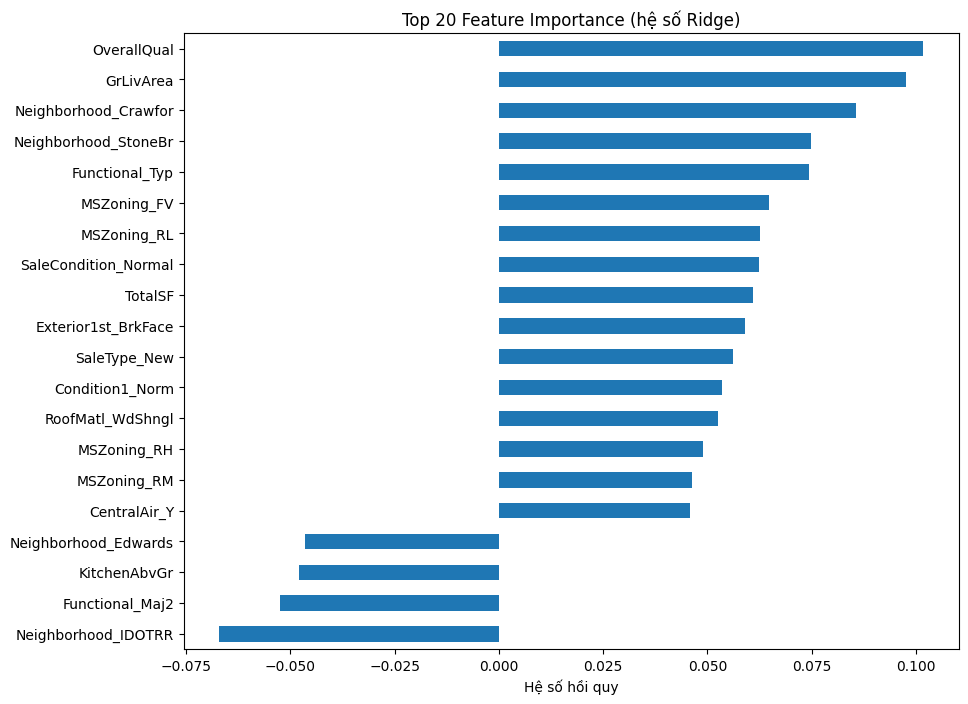 Top 20 Feature Importance (hệ số Ridge)
OverallQual
GrLivArea
Neighborhood_Crawfor
Neighborhood_StoneBr
Functional_Typ
MSZoning_FV
MSZoning_RL
SaleCondition_Normal
TotalSF
Exterior1st_BrkFace
SaleType_New
Condition1_Norm
RoofMatl_WdShngl
MSZoning_RH
MSZoning_RM
CentralAir_Y
Neighborhood_Edwards
KitchenAbvGr
Functional_Maj2
Neighborhood_IDOTRR
−0.075 −0.050 −0.025 0.000 0.025 0.050 0.075 0.100
Hệ số hồi quy